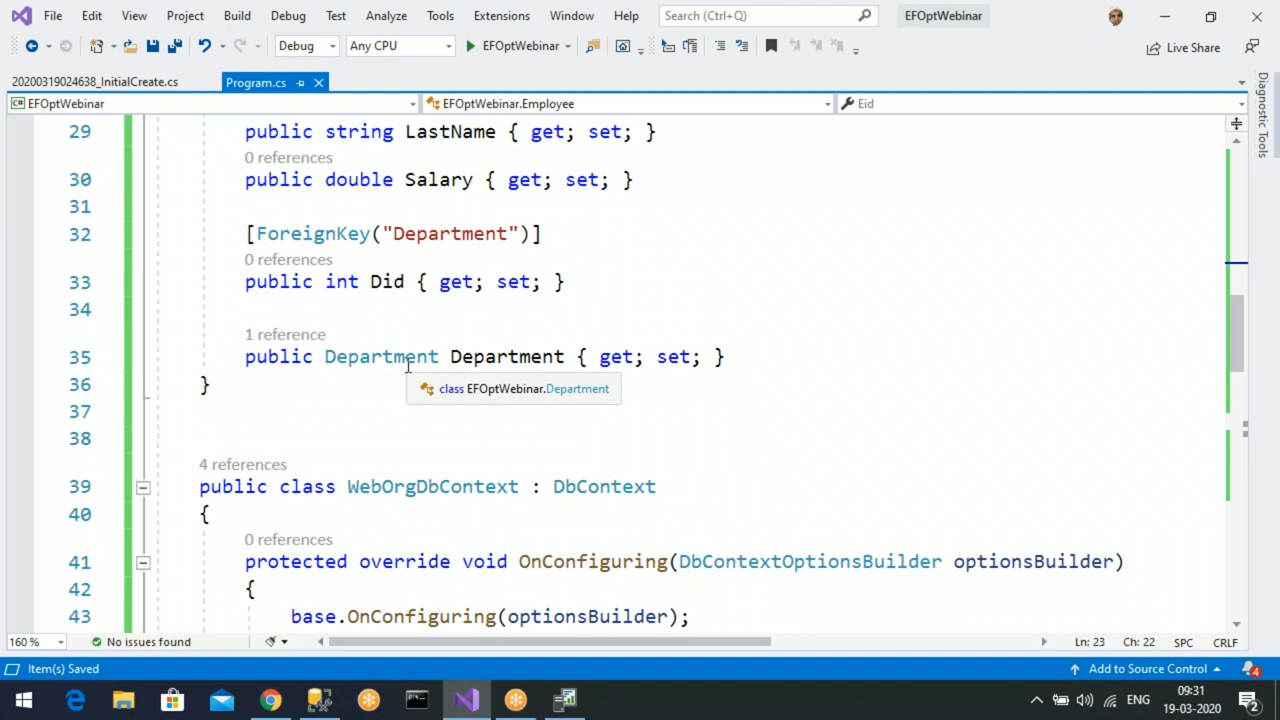 File Edit View Project Build Debug Test Analyze Tools Extensions Window Help Search (Ctrl+Q) EFOptWebinar
Debug Any CPU EFOptWebinar Live Share
20200319024638_InitialCreate.cs Program.cs
EFOptWebinar EFOptWebinar.Employee Eid
Diagnostic Tools
29 public string LastName { get; set; }
0 references
30 public double Salary { get; set; }
31
32 [ForeignKey("Department")]
0 references
33 public int Did { get; set; }
34
1 reference
35 public Department Department { get; set; }
class EFOptWebinar.Department
36 }
37
38
4 references
39 public class WebOrgDbContext : DbContext
40 {
0 references
41 protected override void OnConfiguring(DbContextOptionsBuilder optionsBuilder)
42 {
43 base.OnConfiguring(optionsBuilder);
160 % No issues found Ln: 23 Ch: 22 SPC CRLF
Item(s) Saved Add to Source Control 4
ENG 09:31
19-03-2020 2